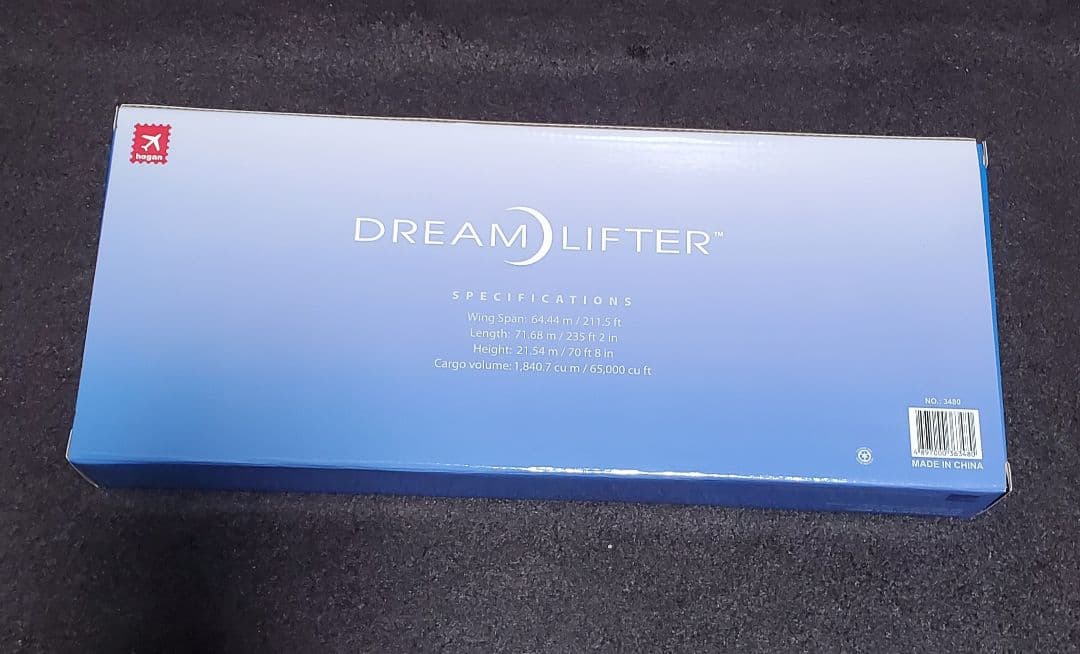 hogan
DREAM LIFTER™
SPECIFICATIONS
Wing Span: 64.44 m / 211.5 ft
Length: 71.68 m / 235 ft 2 in
Height: 21.54 m / 70 ft 8 in
Cargo volume: 1,840.7 cu m / 65,000 cu ft
NO.: 3480
4897000363480
MADE IN CHINA